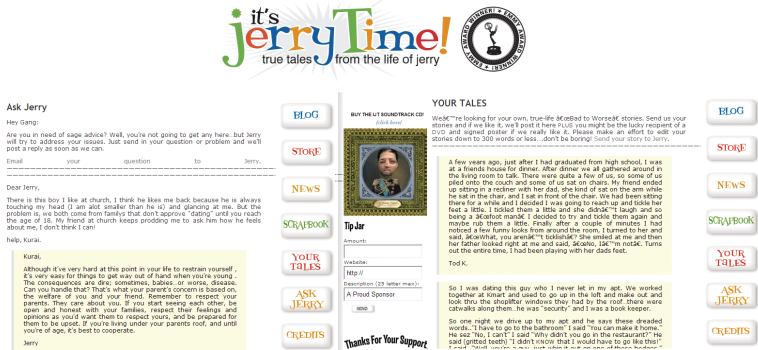 it's
jerryTime!
true tales from the life of jerry
EMMY AWARD WINNER! EMMY AWARD WINNER!
Ask Jerry
Hey Gang:
Are you in need of sage advice? Well, you're not going to get any here...but Jerry
will try to address your issues. Just send in your question or problem and we'll
post a reply as soon as we can.
Email your question to Jerry.
Dear Jerry,
There is this boy I like at church, I think he likes me because he is always
touching my head (I am alot smaller than he is) and glancing at me. But the
problem is, we both come from familys that don't approve "dating" until you reach
the age of 18. My friend at church keeps prodding me to ask him how he feels
about me, I don't think I can!
help, Kurai.
Kurai,
Although it've very hard at this point in your life to restrain yourself ,
it's very easy for things to get way out of hand when you're young .
The consequences are dire; sometimes, babies..or worse, disease.
Can you handle that? That's what your parent's concern is based on,
the welfare of you and your friend. Remember to respect your
parents. They care about you. If you start seeing each other, be
open and honest with your families, respect their feelings and
opinions as you'd want them to respect yours, and be prepared for
them to be upset. If you're living under your parents roof, and until
you're of age, it's best to cooperate.
Jerry
BLOG
STORE
NEWS
SCRAPBOOK
YOUR
TALES
ASK
JERRY
CREDITS
BUY THE IJT SOUNDTRACK CD!
(click here)
Tip Jar
Amount:
Website:
http://
Description (25 letter max):
A Proud Sponsor
SEND
Thanks For Your Support
YOUR TALES
Weâ€™re looking for your own, true-life â€œBad to Worseâ€ stories. Send us your
stories and if we like it, we'll post it here PLUS you might be the lucky recipient of a
DVD and signed poster if we really like it. Please make an effort to edit your
stories down to 300 words or less...don't be boring! Send your story to Jerry.
A few years ago, just after I had graduated from high school, I was
at a friends house for dinner. After dinner we all gathered around in
the living room to talk. There were quite a few of us, so some of us
piled onto the couch and some of us sat on chairs. My friend ended
up sitting in a recliner with her dad, she kind of sat on the arm while
he sat in the chair, and I sat in front of the chair. We had been sitting
there for a while and I decided I was going to reach up and tickle her
feet a little. I tickled them a little and she didnâ€™t laugh and
being a â€œfoot manâ€ I decided to try and tickle them again and
maybe rub them a little. Finally after a couple of minutes I had
noticed a few funny looks from around the room, I turned to her and
said, â€œWhat, you arenâ€™t ticklishâ€? She smiled at me and then
her father looked right at me and said, â€œNo, Iâ€™m notâ€. Turns
out the entire time, I had been playing with her dads feet.
Tod K.
So I was dating this guy who I never let in my apt. We worked
together at Kmart and used to go up in the loft and make out and
look thru the shoplifter windows they had by the roof..there were
catwalks along them...he was "security" and I was a book keeper.
So one night we drive up to my apt and he says these dreaded
words.."I have to go to the bathroom" I said "You can make it home."
He sez "No, I can't" I said "Why didn't you go in the restaurant?" He
said (gritted teeth) "I didn't KNOW that I would have to go like this!"
BLOG
STORE
NEWS
SCRAPBOOK
YOUR
TALES
ASK
JERRY
CREDITS